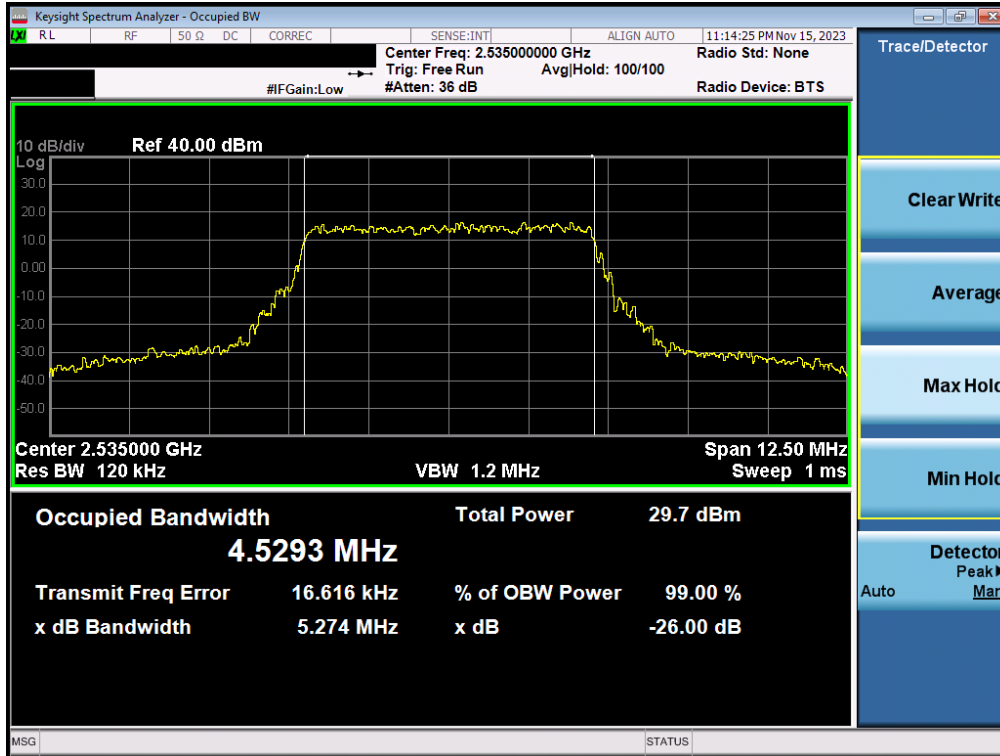 Keysight Spectrum Analyzer - Occupied BW
LXI RL RF 50 Ω DC CORREC SENSE:INT ALIGN AUTO 11:14:25 PM Nov 15, 2023
Center Freq: 2.535000000 GHz Radio Std: None
Trig: Free Run Avg|Hold: 100/100
#IFGain:Low #Atten: 36 dB Radio Device: BTS
Trace/Detector
10 dB/div Ref 40.00 dBm
Log
30.0
20.0
10.0
0.00
-10.0
-20.0
-30.0
-40.0
-50.0
Center 2.535000 GHz Span 12.50 MHz
Res BW 120 kHz VBW 1.2 MHz Sweep 1 ms
Occupied Bandwidth Total Power 29.7 dBm
4.5293 MHz
Transmit Freq Error 16.616 kHz % of OBW Power 99.00 %
x dB Bandwidth 5.274 MHz x dB -26.00 dB
Clear Write
Average
Max Hold
Min Hold
Detector
Peak
Auto Man
MSG STATUS